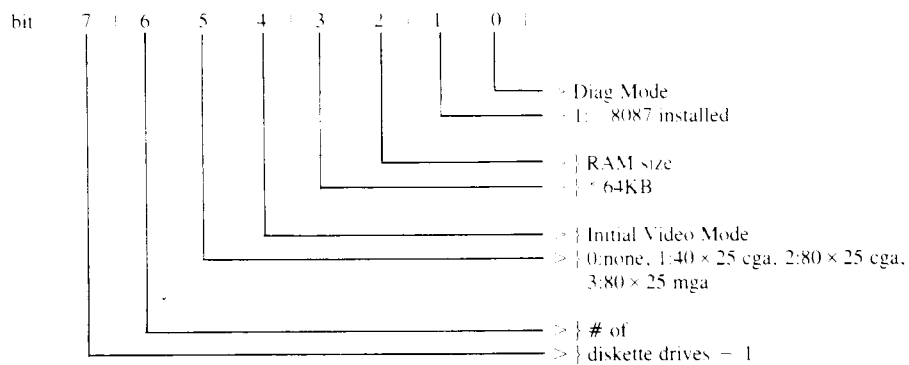 bit 7 6 5 4 3 2 1 0
> Diag Mode
1: 8087 installed
> } RAM size
> } * 64KB
> } Initial Video Mode
> } 0:none, 1:40 × 25 cga, 2:80 × 25 cga,
3:80 × 25 mga
> } # of
> } diskette drives − 1